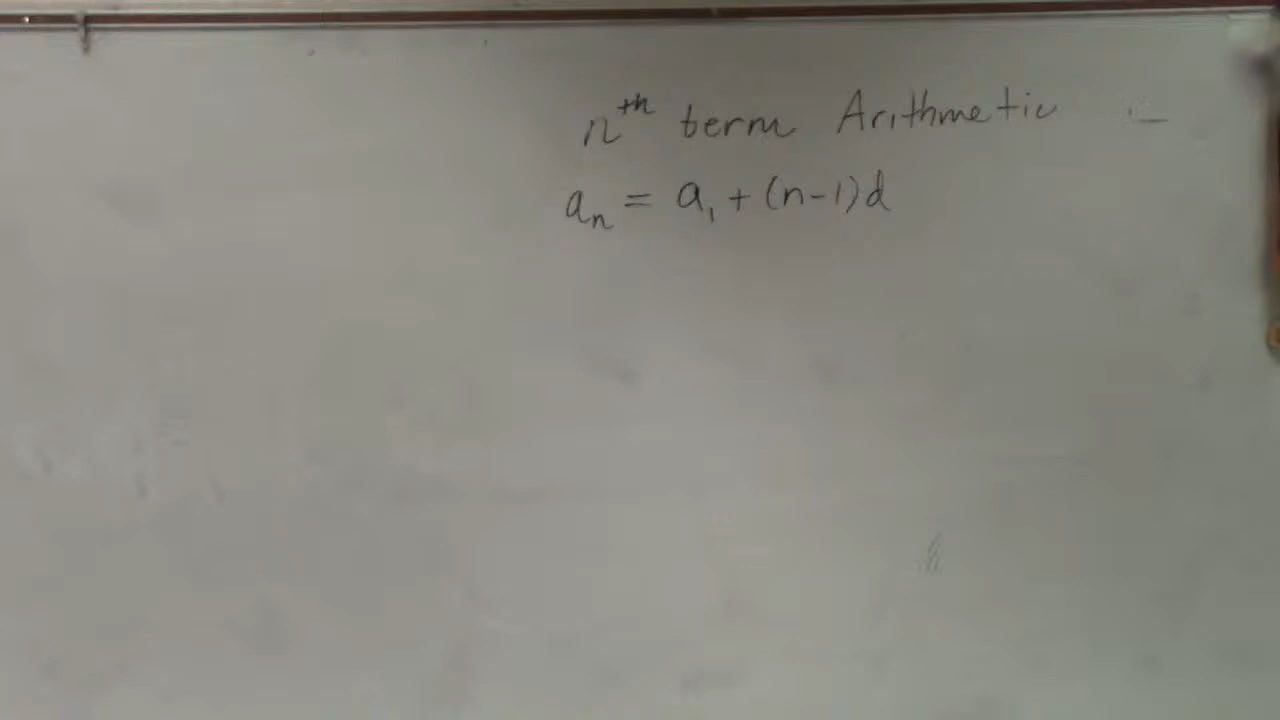 nᵗʰ term Arithmetic
aₙ = a₁ + (n-1)d